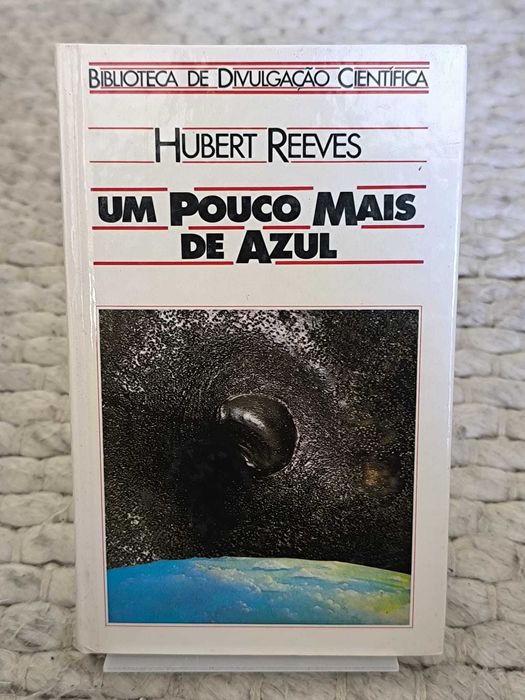 BIBLIOTECA DE DIVULGAÇÃO CIENTÍFICA
HUBERT REEVES
UM POUCO MAIS
DE AZUL